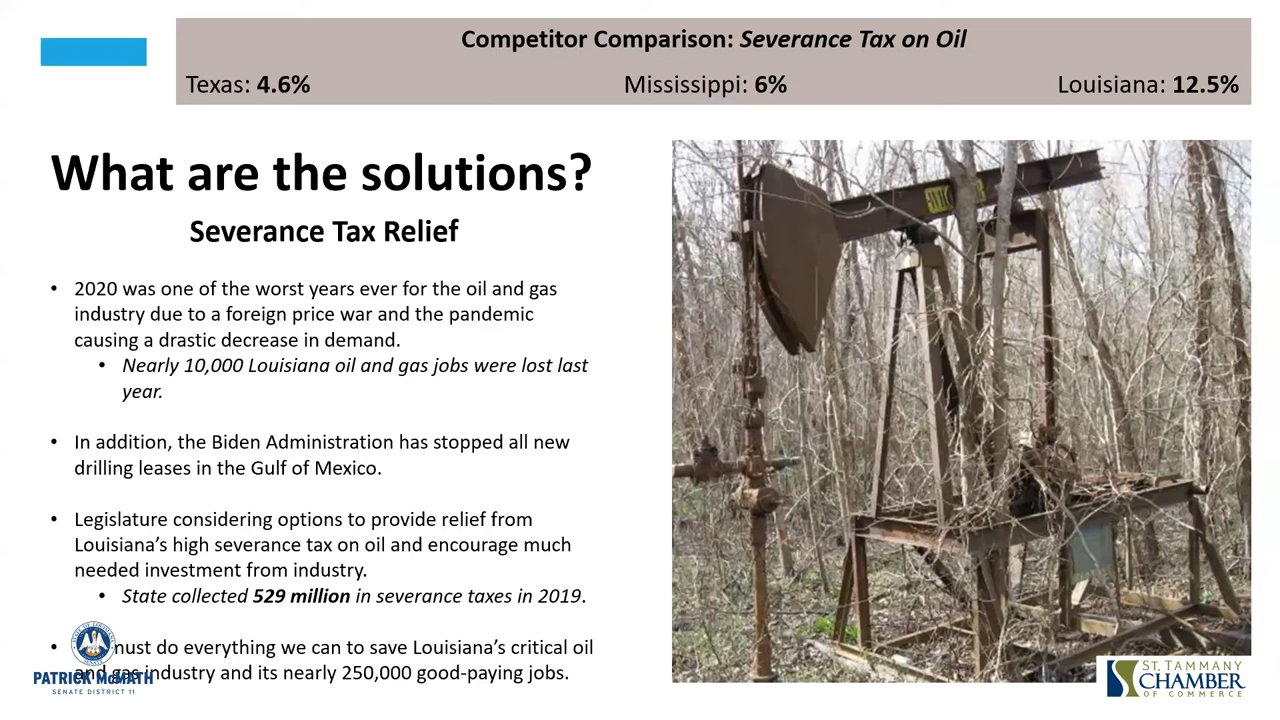 Competitor Comparison: Severance Tax on Oil
Texas: 4.6% Mississippi: 6% Louisiana: 12.5%
What are the solutions?
Severance Tax Relief
• 2020 was one of the worst years ever for the oil and gas
industry due to a foreign price war and the pandemic
causing a drastic decrease in demand.
• Nearly 10,000 Louisiana oil and gas jobs were lost last
year.
• In addition, the Biden Administration has stopped all new
drilling leases in the Gulf of Mexico.
• Legislature considering options to provide relief from
Louisiana’s high severance tax on oil and encourage much
needed investment from industry.
• State collected 529 million in severance taxes in 2019.
• must do everything we can to save Louisiana’s critical oil
and gas industry and its nearly 250,000 good-paying jobs.
PATRICK McMATH
SENATE DISTRICT 11
ST. TAMMANY
CHAMBER
OF COMMERCE